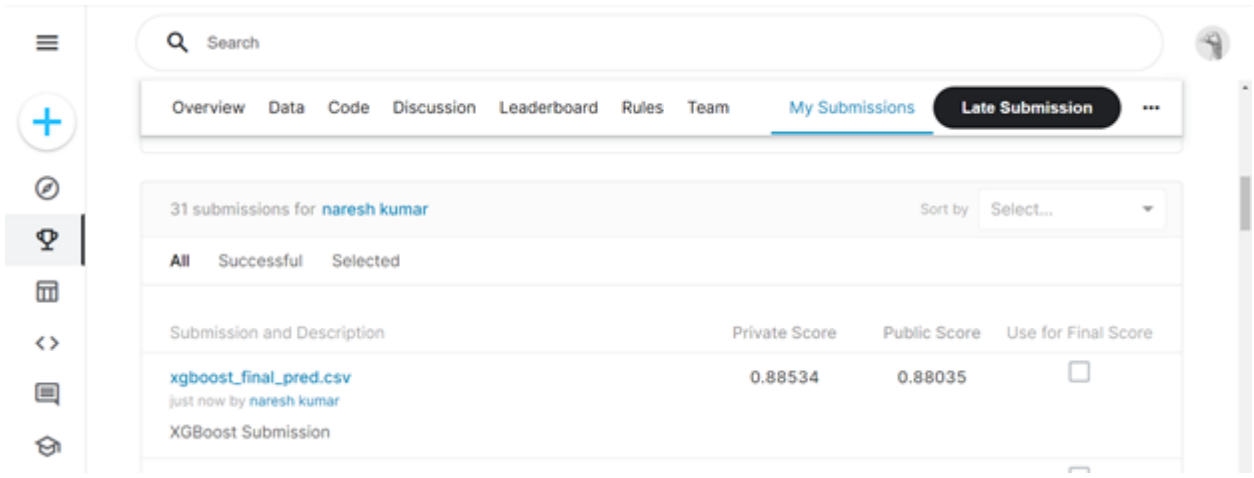 Search
Overview Data Code Discussion Leaderboard Rules Team My Submissions Late Submission ...
31 submissions for naresh kumar Sort by Select...
All Successful Selected
Submission and Description Private Score Public Score Use for Final Score
xgboost_final_pred.csv 0.88534 0.88035
just now by naresh kumar
XGBoost Submission